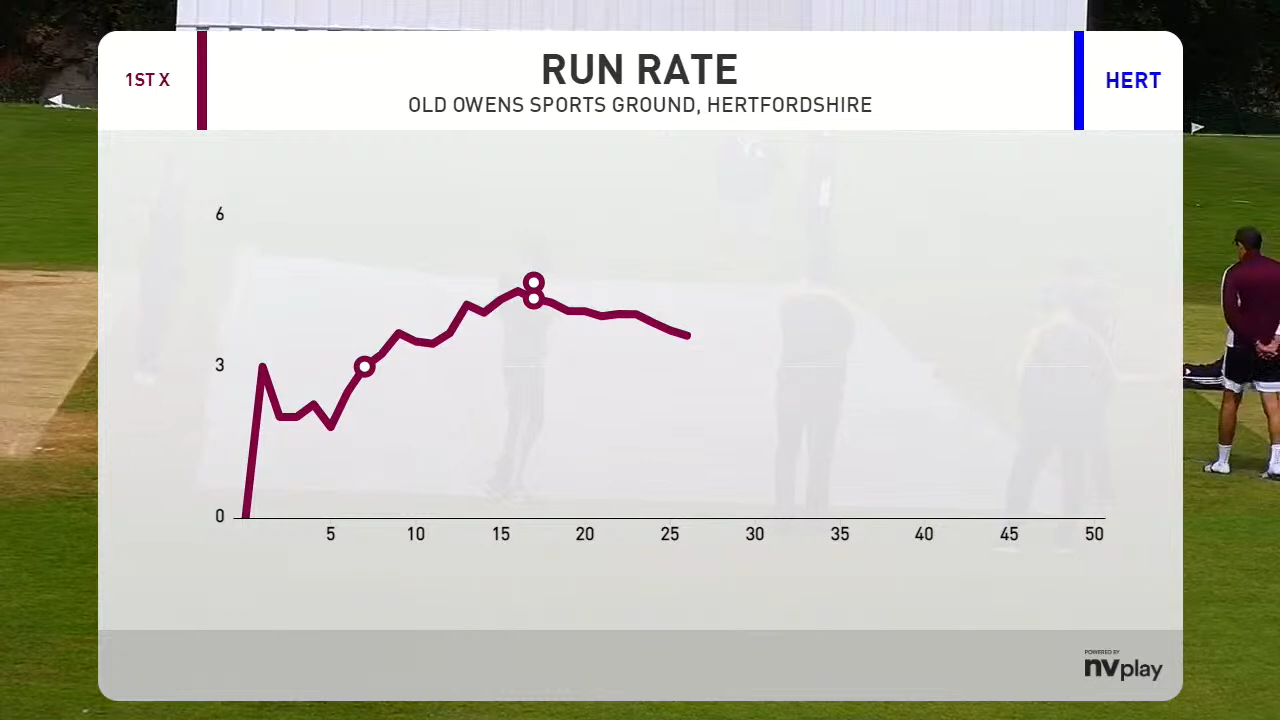 1ST X
RUN RATE
OLD OWENS SPORTS GROUND, HERTFORDSHIRE
HERT
6
3
0
5 10 15 20 25 30 35 40 45 50
POWERED BY
nvplay